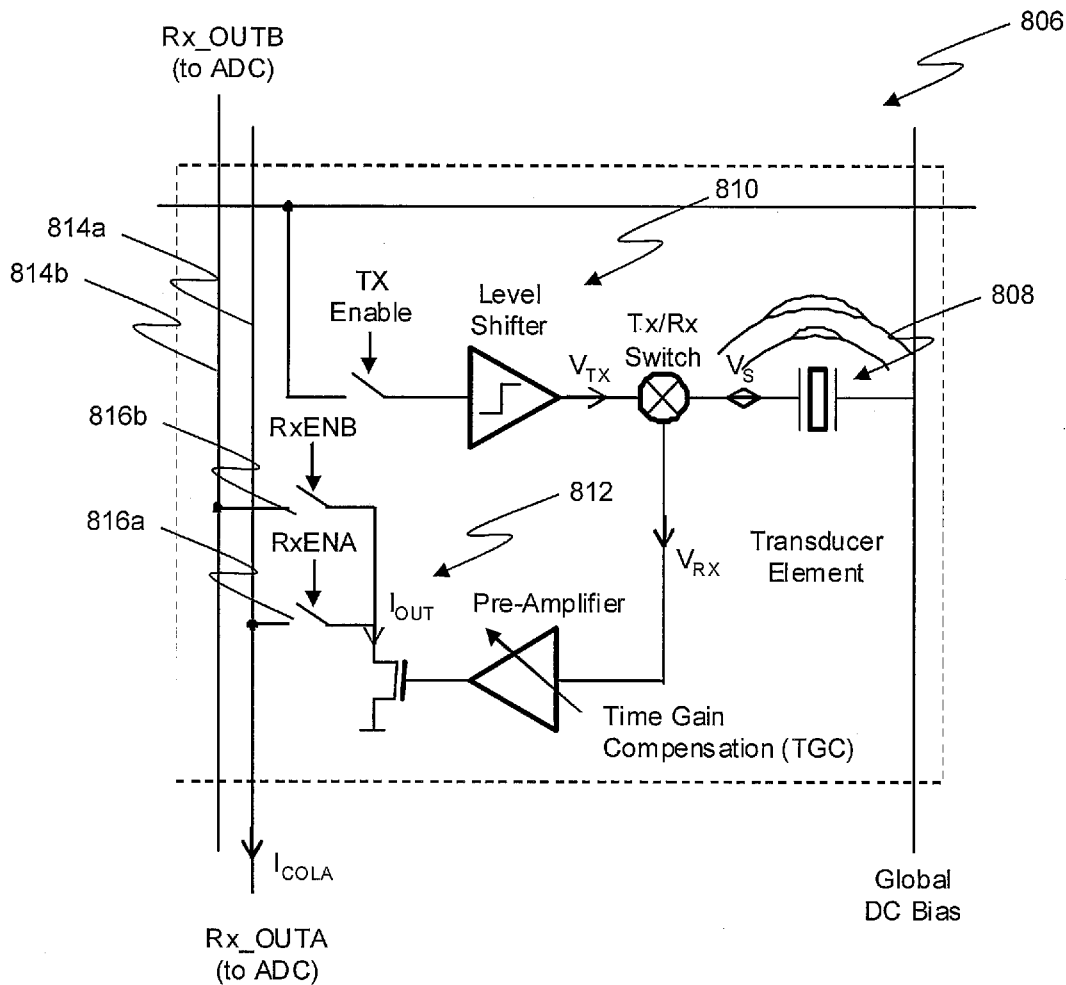 806
Rx_OUTB
(to ADC)
810
814a
814b
TX
Enable
Level
Shifter
Tx/Rx
Switch
808
V_TX
V_S
816b
RxENB
812
816a
RxENA
V_RX
Transducer
Element
I_OUT
Pre-Amplifier
Time Gain
Compensation (TGC)
I_COLA
Global
DC Bias
Rx_OUTA
(to ADC)